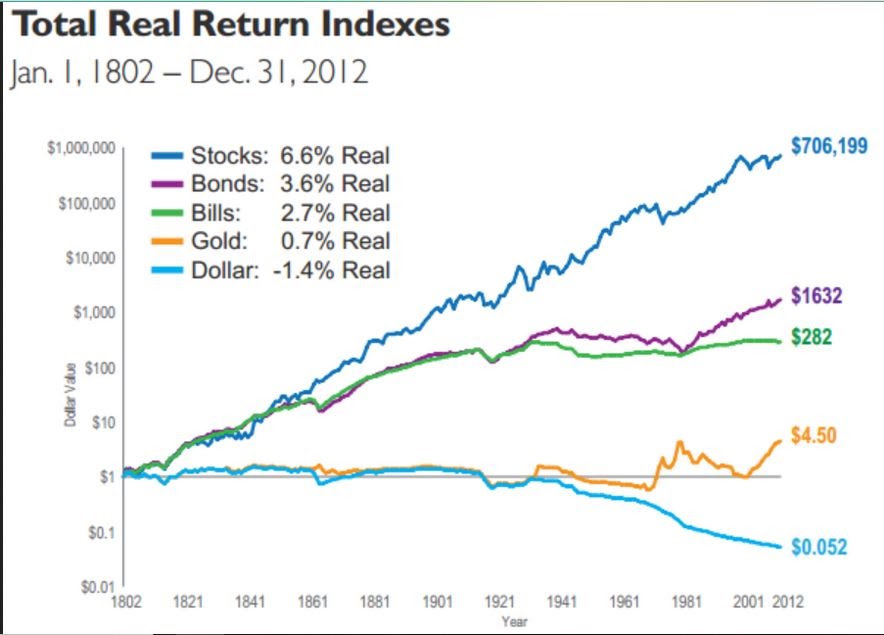 Total Real Return Indexes
Jan. 1, 1802 – Dec. 31, 2012
$1,000,000
$100,000
$10,000
$1,000
$100
$10
$1
$0.1
$0.01
Dollar Value
Stocks: 6.6% Real
Bonds: 3.6% Real
Bills: 2.7% Real
Gold: 0.7% Real
Dollar: -1.4% Real
$706,199
$1632
$282
$4.50
$0.052
1802 1821 1841 1861 1881 1901 1921 1941 1961 1981 2001 2012
Year